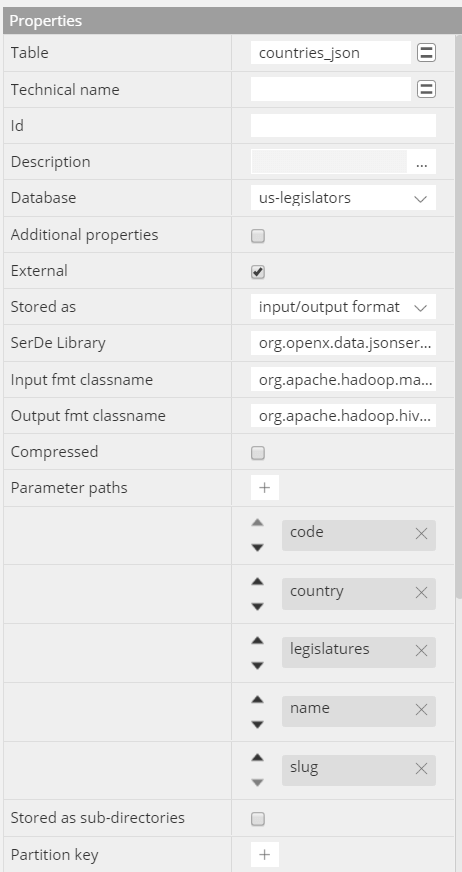 Properties
Table countries_json
Technical name
Id
Description ...
Database us-legislators
Additional properties
External
Stored as input/output format
SerDe Library org.openx.data.jsonser...
Input fmt classname org.apache.hadoop.ma...
Output fmt classname org.apache.hadoop.hiv...
Compressed
Parameter paths +
code
country
legislatures
name
slug
Stored as sub-directories
Partition key +